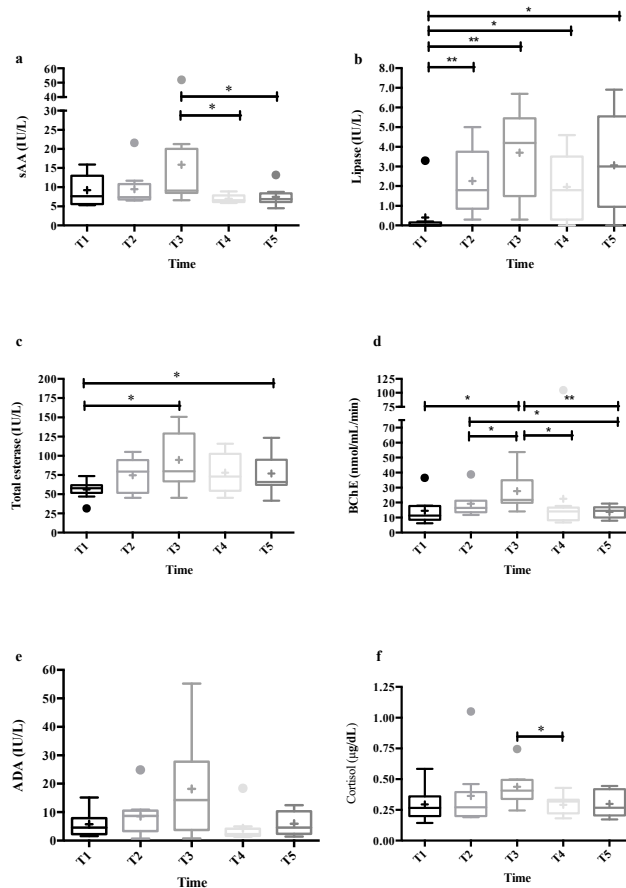 a
sAA (IU/L)
60
50
40
30
25
20
15
10
5
0
* *
T1 T2 T3 T4 T5
Time
b
Lipase (IU/L)
8.0
7.0
6.0
5.0
4.0
3.0
2.0
1.0
0.0
*
*
**
**
T1 T2 T3 T4 T5
Time
c
Total esterase (IU/L)
200
175
150
125
100
75
50
25
0
*
*
T1 T2 T3 T4 T5
Time
d
BChE (nmol/mL/min)
125
100
75
60
50
40
30
20
10
0
* **
*
* *
T1 T2 T3 T4 T5
Time
e
ADA (IU/L)
60
50
40
30
20
10
0
T1 T2 T3 T4 T5
Time
f
Cortisol (µg/dL)
1.25
1.00
0.75
0.50
0.25
0.00
*
T1 T2 T3 T4 T5
Time